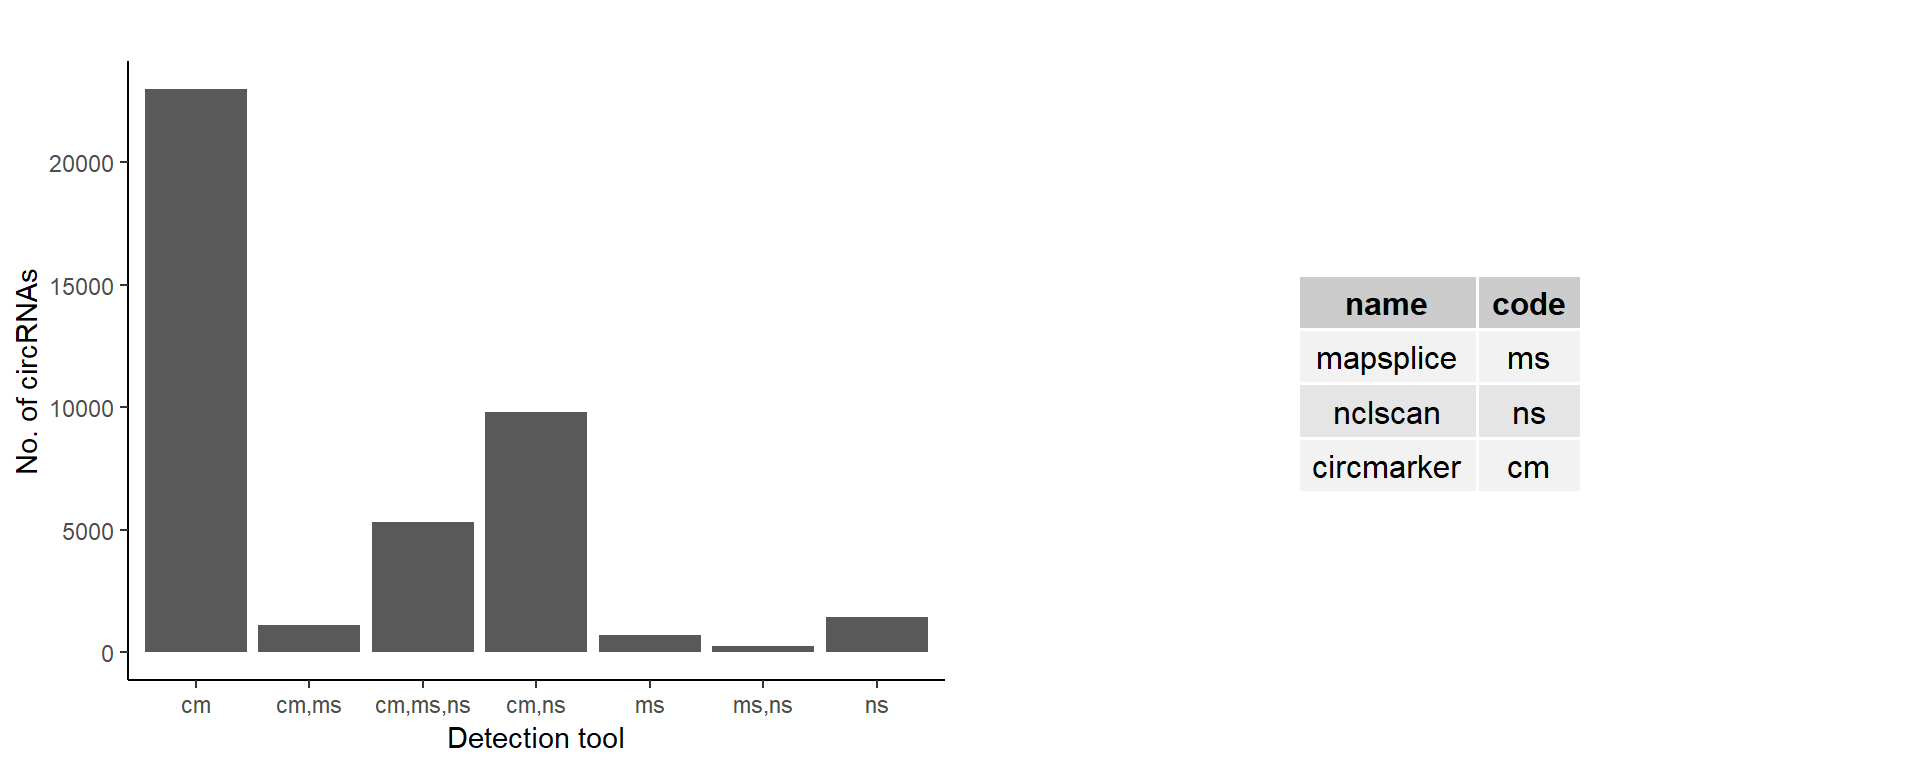 No. of circRNAs
20000
15000
10000
5000
0
cm cm,ms cm,ms,ns cm,ns ms ms,ns ns
Detection tool
name code
mapsplice ms
nclscan ns
circmarker cm